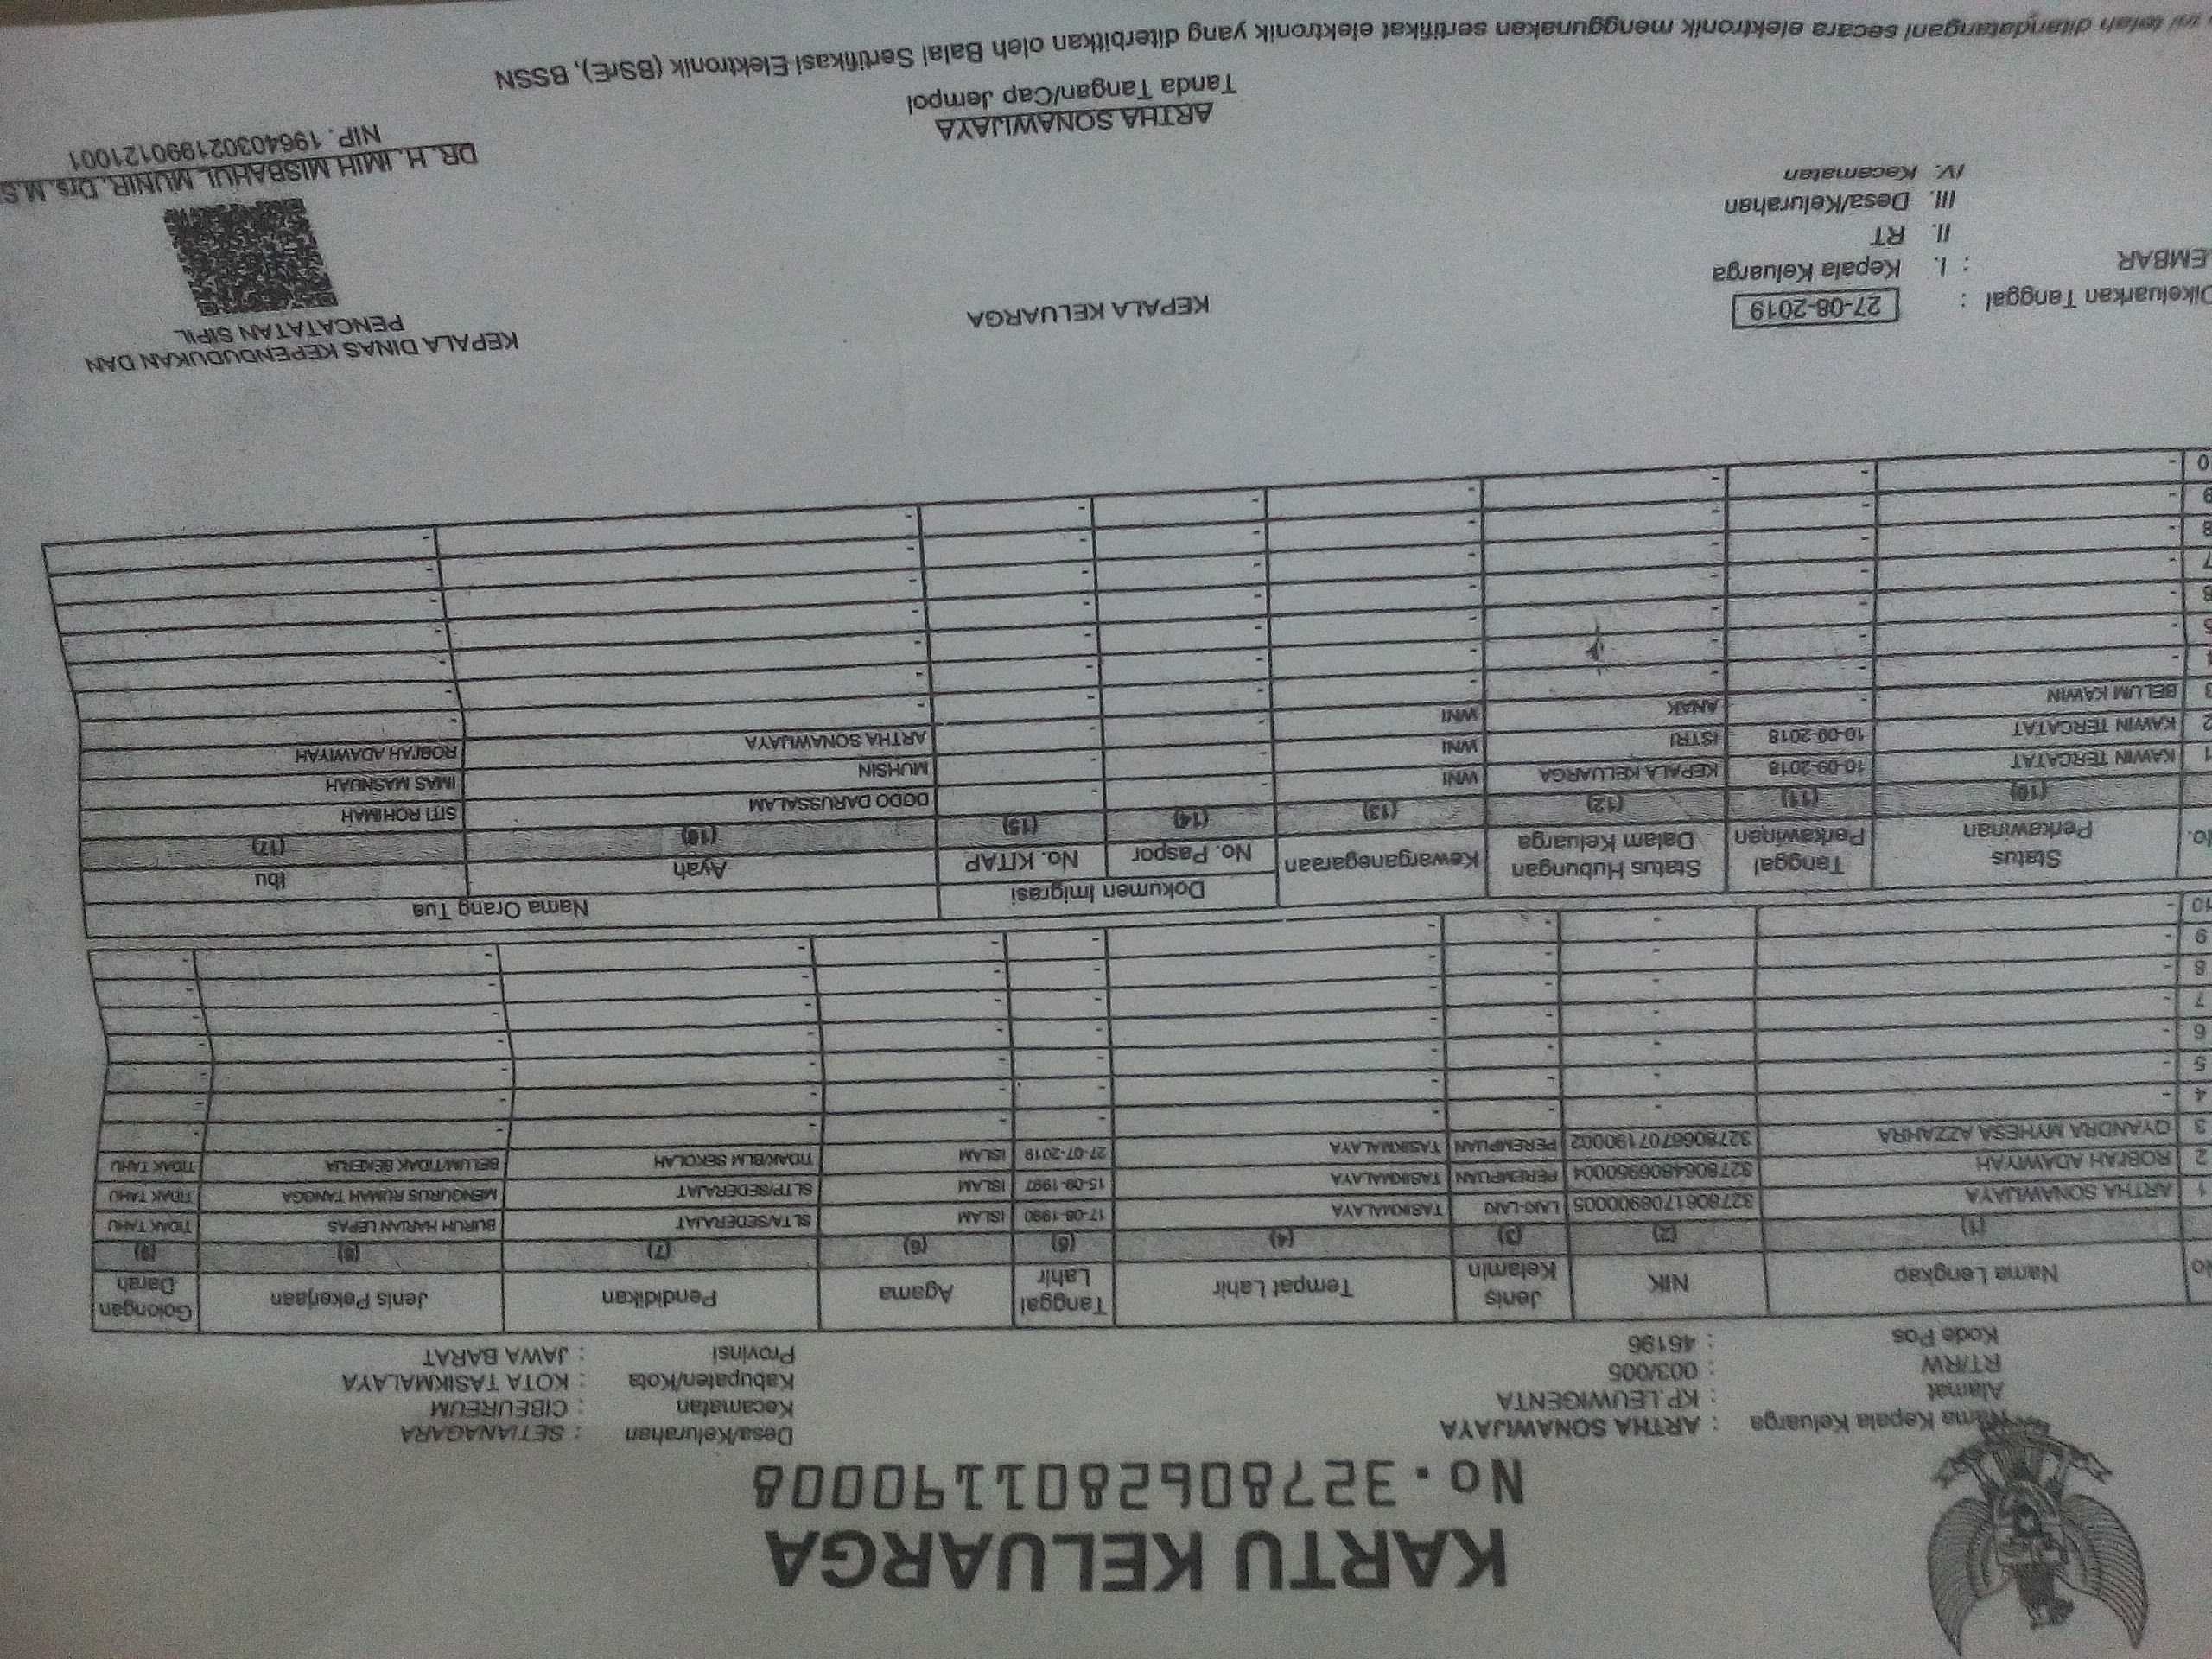 KARTU KELUARGA
No. 3278062801190008
Nama Kepala Keluarga : ARTHA SONAWIJAYA
Alamat : KP.LEUWIGENTA
RT/RW : 003/005
Kode Pos : 46196
Desa/Kelurahan : SETIANAGARA
Kecamatan : CIBEUREUM
Kabupaten/Kota : KOTA TASIKMALAYA
Provinsi : JAWA BARAT
No Nama Lengkap NIK Jenis Kelamin Tempat Lahir Tanggal Lahir Agama Pendidikan Jenis Pekerjaan Golongan Darah
(1) (2) (3) (4) (5) (6) (7) (8) (9)
1 ARTHA SONAWIJAYA 3278061708900005 LAKI-LAKI TASIKMALAYA 17-08-1990 ISLAM SLTA/SEDERAJAT BURUH HARIAN LEPAS TIDAK TAHU
2 ROBI'AH ADAWIYAH PEREMPUAN TASIKMALAYA 15-09-1997 ISLAM SLTP/SEDERAJAT MENGURUS RUMAH TANGGA TIDAK TAHU
3 QYANDRA MYHESA AZZAHRA 3278066707190002 PEREMPUAN TASIKMALAYA 27-07-2019 ISLAM TIDAK/BLM SEKOLAH BELUM/TIDAK BEKERJA TIDAK TAHU
4 - - - - - - - - -
5 - - - - - - - - -
6 - - - - - - - - -
7 - - - - - - - - -
8 - - - - - - - - -
9 - - - - - - - - -
10 - - - - - - - - -
No. Status Perkawinan Tanggal Perkawinan Status Hubungan Dalam Keluarga Kewarganegaraan Dokumen Imigrasi Nama Orang Tua
No. Paspor No. KITAP Ayah Ibu
(10) (11) (12) (13) (14) (15) (16) (17)
1 KAWIN TERCATAT 10-09-2018 KEPALA KELUARGA WNI - - DODO DARUSSALAM SITI ROHIMAH
2 KAWIN TERCATAT 10-09-2018 ISTRI WNI - - MUHSIN IMAS MASNUAH
3 BELUM KAWIN - ANAK WNI - - ARTHA SONAWIJAYA ROBI'AH ADAWIYAH
4 - - - - - - - -
5 - - - - - - - -
6 - - - - - - - -
7 - - - - - - - -
8 - - - - - - - -
9 - - - - - - - -
0 - - - - - - - -
Dikeluarkan Tanggal : 27-08-2019
LEMBAR : I. Kepala Keluarga
II. RT
III. Desa/Kelurahan
IV. Kecamatan
KEPALA KELUARGA
ARTHA SONAWIJAYA
Tanda Tangan/Cap Jempol
KEPALA DINAS KEPENDUDUKAN DAN
PENCATATAN SIPIL
DR. H. IMIH MISBAHUL MUNIR, Drs. M.S
NIP. 196403021990121001
ini telah ditandatangani secara elektronik menggunakan sertifikat elektronik yang diterbitkan oleh Balai Sertifikasi Elektronik (BSrE), BSSN